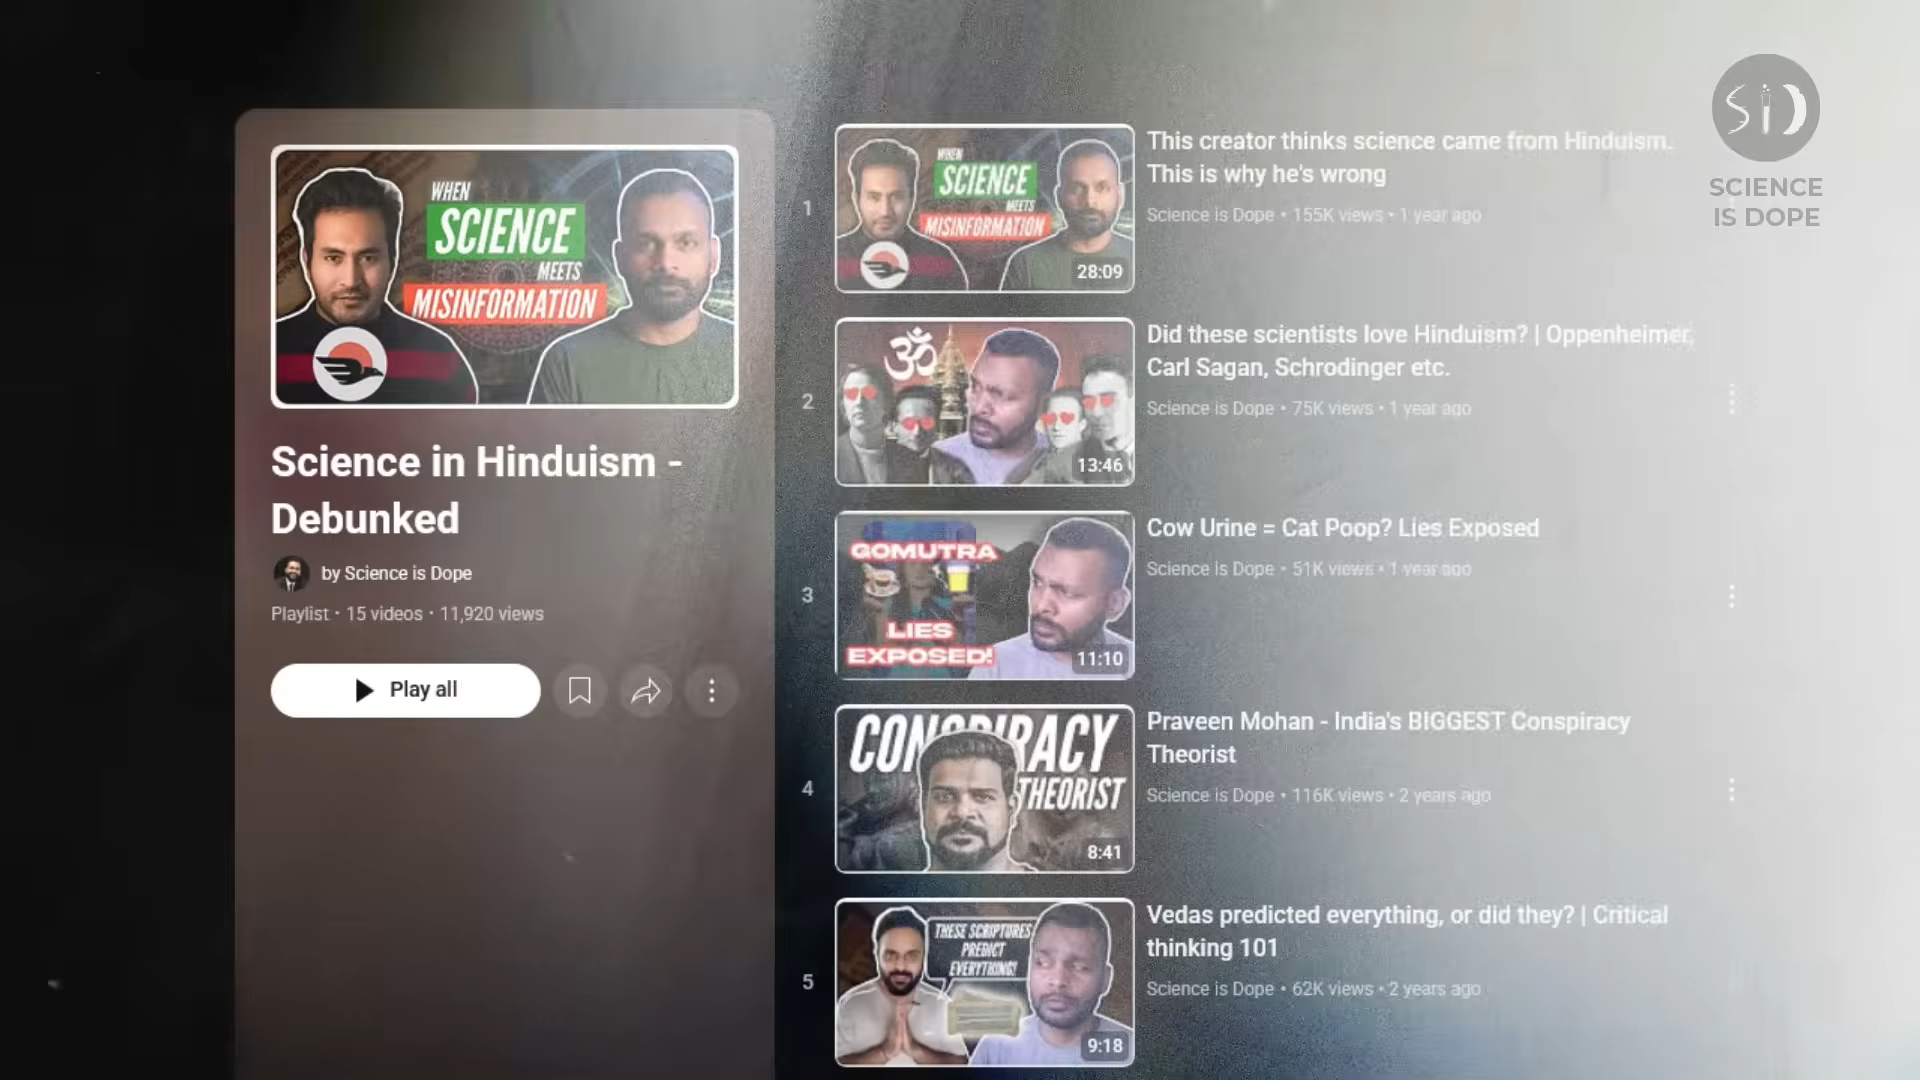 WHEN
SCIENCE
MEETS
MISINFORMATION
Science in Hinduism -
Debunked
by Science is Dope
Playlist • 15 videos • 11,920 views
Play all
1
WHEN
SCIENCE
MEETS
MISINFORMATION
28:09
This creator thinks science came from Hinduism.
This is why he's wrong
Science is Dope • 155K views • 1 year ago
2
ॐ
13:46
Did these scientists love Hinduism? | Oppenheimer,
Carl Sagan, Schrodinger etc.
Science is Dope • 75K views • 1 year ago
3
GOMUTRA
LIES
EXPOSED!
11:10
Cow Urine = Cat Poop? Lies Exposed
Science is Dope • 51K views • 1 year ago
4
CONSPIRACY
THEORIST
8:41
Praveen Mohan - India's BIGGEST Conspiracy
Theorist
Science is Dope • 116K views • 2 years ago
5
THESE SCRIPTURES
PREDICT
EVERYTHING!
9:18
Vedas predicted everything, or did they? | Critical
thinking 101
Science is Dope • 62K views • 2 years ago
SiD
SCIENCE
IS DOPE